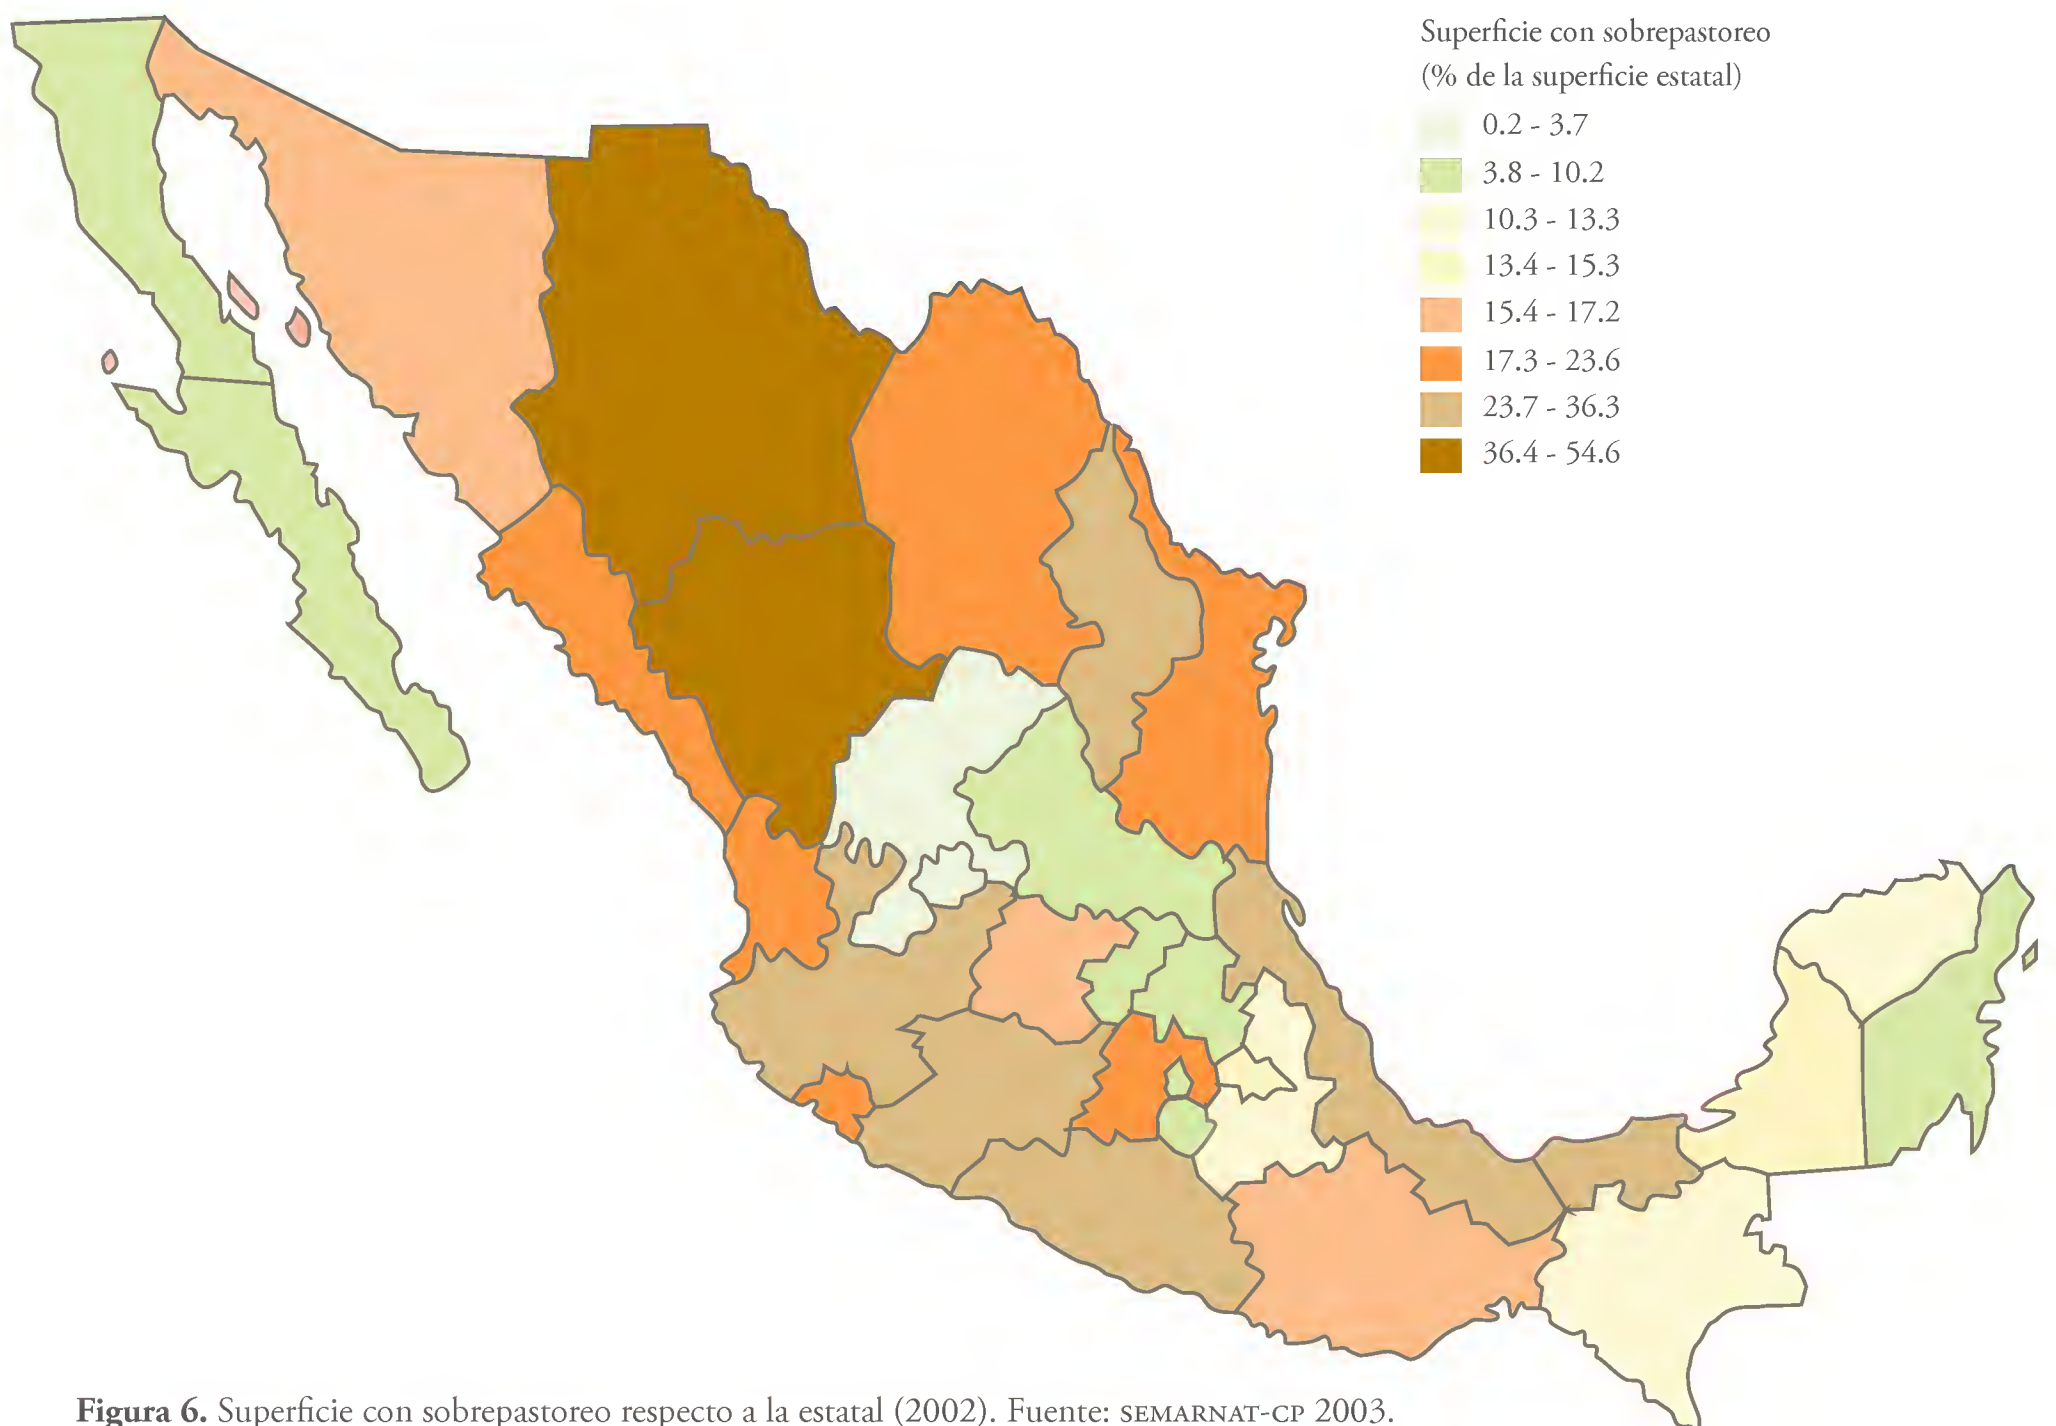 Superficie con sobrepastoreo
(% de la superficie estatal)
0.2 - 3.7
3.8 - 10.2
10.3 - 13.3
13.4 - 15.3
15.4 - 17.2
17.3 - 23.6
23.7 - 36.3
36.4 - 54.6
Figura 6. Superficie con sobrepastoreo respecto a la estatal (2002). Fuente: SEMARNAT-CP 2003.